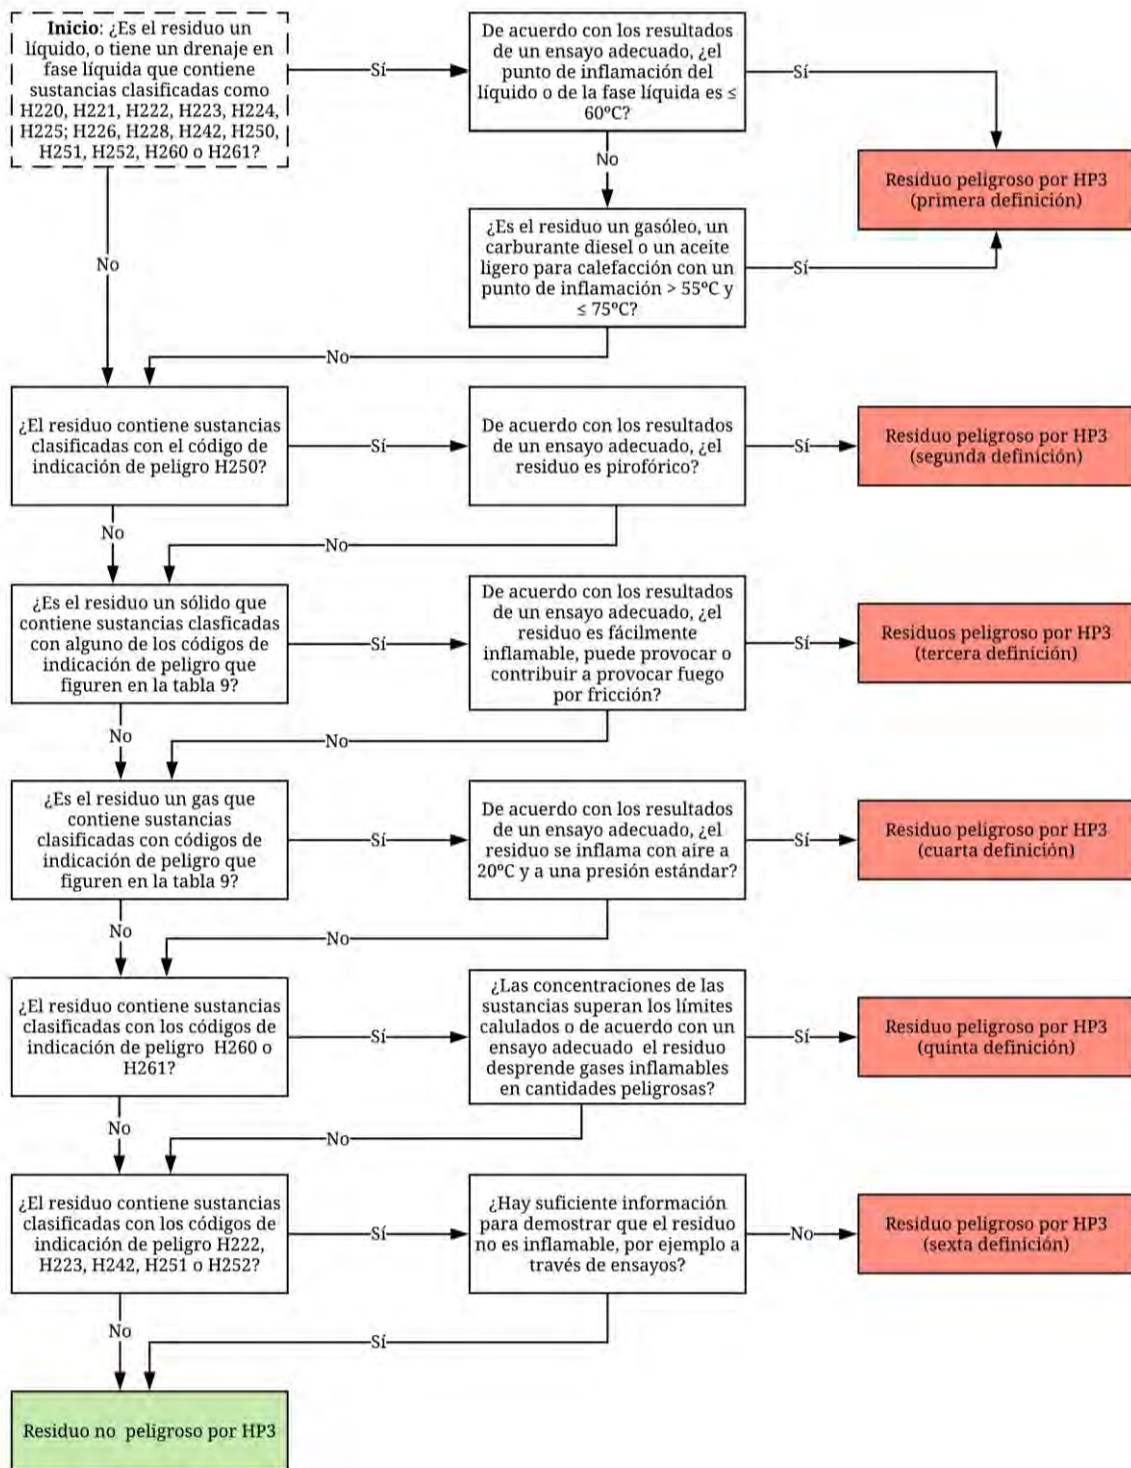 Inicio: ¿Es el residuo un
líquido, o tiene un drenaje en
fase líquida que contiene
sustancias clasificadas como
H220, H221, H222, H223, H224,
H225; H226, H228, H242, H250,
H251, H252, H260 o H261?
Sí
De acuerdo con los resultados
de un ensayo adecuado, ¿el
punto de inflamación del
líquido o de la fase líquida es ≤
60ºC?
Sí
No
Residuo peligroso por HP3
(primera definición)
No
¿Es el residuo un gasóleo, un
carburante diesel o un aceite
ligero para calefacción con un
punto de inflamación > 55ºC y
≤ 75ºC?
Sí
No
¿El residuo contiene sustancias
clasificadas con el código de
indicación de peligro H250?
Sí
De acuerdo con los resultados
de un ensayo adecuado, ¿el
residuo es pirofórico?
Sí
Residuo peligroso por HP3
(segunda definición)
No
No
¿Es el residuo un sólido que
contiene sustancias clasficadas
con alguno de los códigos de
indicación de peligro que
figuren en la tabla 9?
Sí
De acuerdo con los resultados
de un ensayo adecuado, ¿el
residuo es fácilmente
inflamable, puede provocar o
contribuir a provocar fuego
por fricción?
Sí
Residuos peligroso por HP3
(tercera definición)
No
No
¿Es el residuo un gas que
contiene sustancias
clasificadas con códigos de
indicación de peligro que
figuren en la tabla 9?
Sí
De acuerdo con los resultados
de un ensayo adecuado, ¿el
residuo se inflama con aire a
20ºC y a una presión estándar?
Sí
Residuo peligroso por HP3
(cuarta definición)
No
No
¿El residuo contiene sustancias
clasificadas con los códigos de
indicación de peligro H260 o
H261?
Sí
¿Las concentraciones de las
sustancias superan los límites
calulados o de acuerdo con un
ensayo adecuado el residuo
desprende gases inflamables
en cantidades peligrosas?
Sí
Residuo peligroso por HP3
(quinta definición)
No
No
¿El residuo contiene sustancias
clasificadas con los códigos de
indicación de peligro H222,
H223, H242, H251 o H252?
Sí
¿Hay suficiente información
para demostrar que el residuo
no es inflamable, por ejemplo a
través de ensayos?
No
Residuo peligroso por HP3
(sexta definición)
No
Sí
Residuo no peligroso por HP3